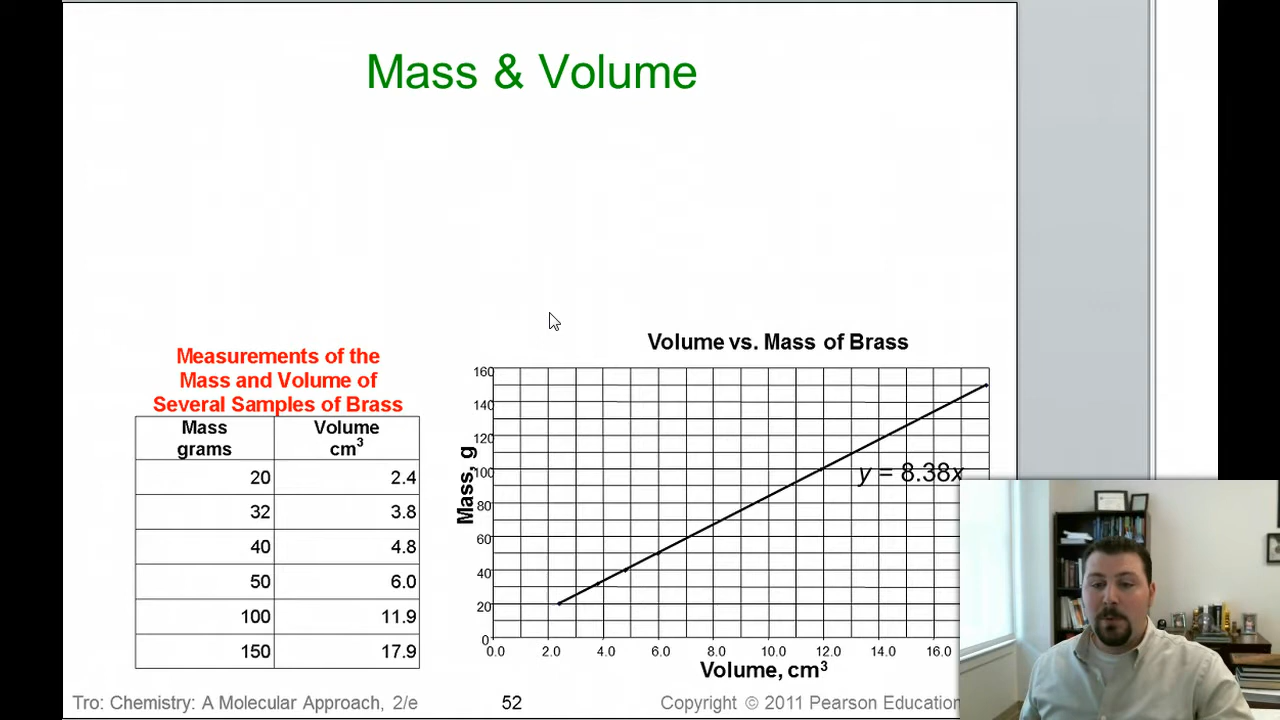 Mass & Volume
Measurements of the
Mass and Volume of
Several Samples of Brass
Mass Volume
grams cm³
20 2.4
32 3.8
40 4.8
50 6.0
100 11.9
150 17.9
Volume vs. Mass of Brass
160
140
120
100
80
60
40
20
0
Mass, g
y = 8.38x
0.0 2.0 4.0 6.0 8.0 10.0 12.0 14.0 16.0
Volume, cm³
Tro: Chemistry: A Molecular Approach, 2/e 52 Copyright © 2011 Pearson Education